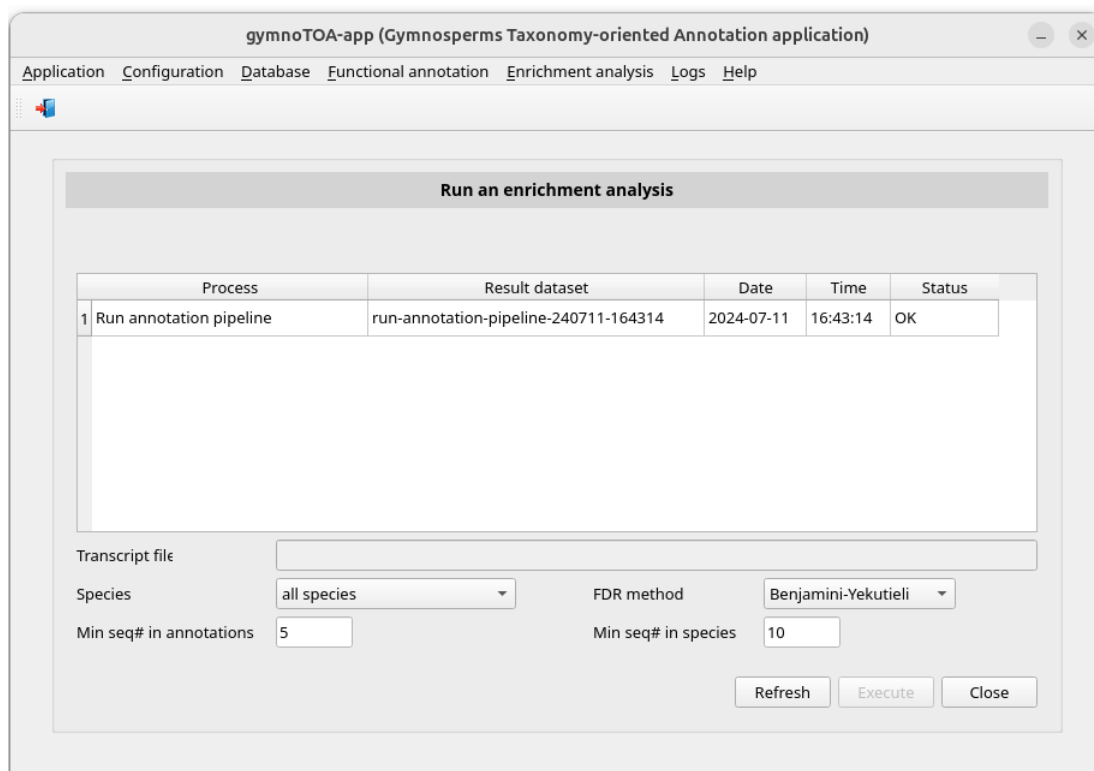 gymnoTOA-app (Gymnosperms Taxonomy-oriented Annotation application)
Application Configuration Database Functional annotation Enrichment analysis Logs Help
Run an enrichment analysis
Process Result dataset Date Time Status
1 Run annotation pipeline run-annotation-pipeline-240711-164314 2024-07-11 16:43:14 OK
Transcript file
Species all species FDR method Benjamini-Yekutieli
Min seq# in annotations 5 Min seq# in species 10
Refresh Execute Close